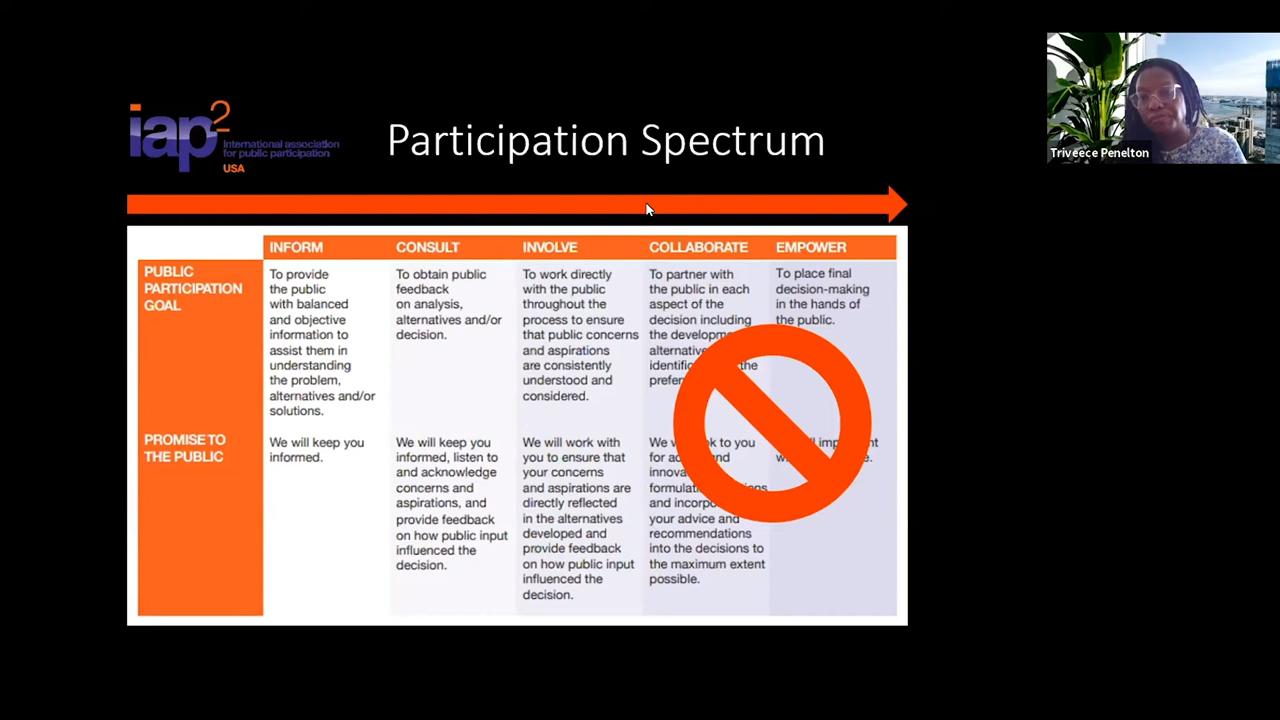 iap2
International association
for public participation
USA
Participation Spectrum
Triveece Penelton
INFORM
CONSULT
INVOLVE
COLLABORATE
EMPOWER
PUBLIC
PARTICIPATION
GOAL
To provide
the public
with balanced
and objective
information to
assist them in
understanding
the problem,
alternatives and/or
solutions.
To obtain public
feedback
on analysis,
alternatives and/or
decision.
To work directly
with the public
throughout the
process to ensure
that public concerns
and aspirations
are consistently
understood and
considered.
To partner with
the public in each
aspect of the
decision including
the
the
To place final
decision-making
in the hands of
the public.
PROMISE TO
THE PUBLIC
We will keep you
informed.
We will keep you
informed, listen to
and acknowledge
concerns and
aspirations, and
provide feedback
on how public input
influenced the
decision.
We will work with
you to ensure that
your concerns
and aspirations are
directly reflected
in the alternatives
developed and
provide feedback
on how public input
influenced the
decision.
We to you
for and
and
your advice and
recommendations
into the decisions to
the maximum extent
possible.